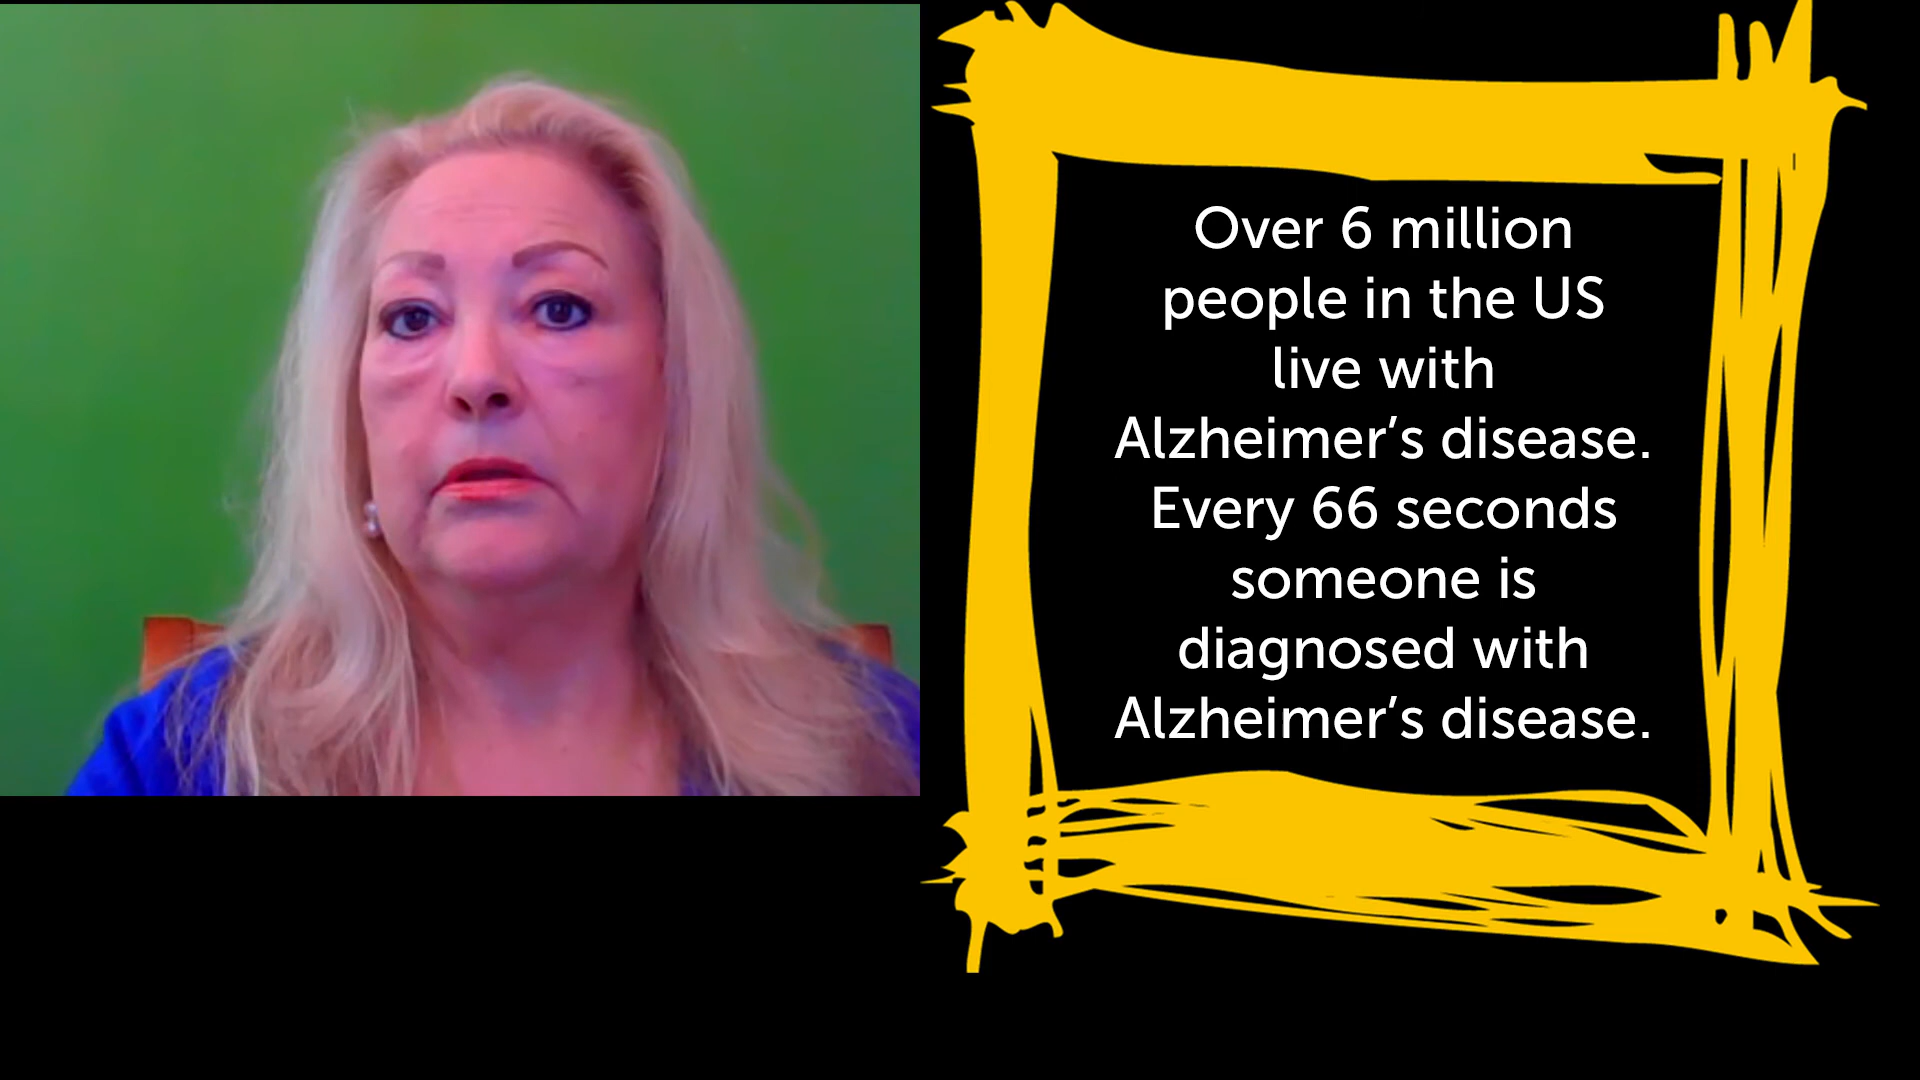 Over 6 million
people in the US
live with
Alzheimer’s disease.
Every 66 seconds
someone is
diagnosed with
Alzheimer’s disease.